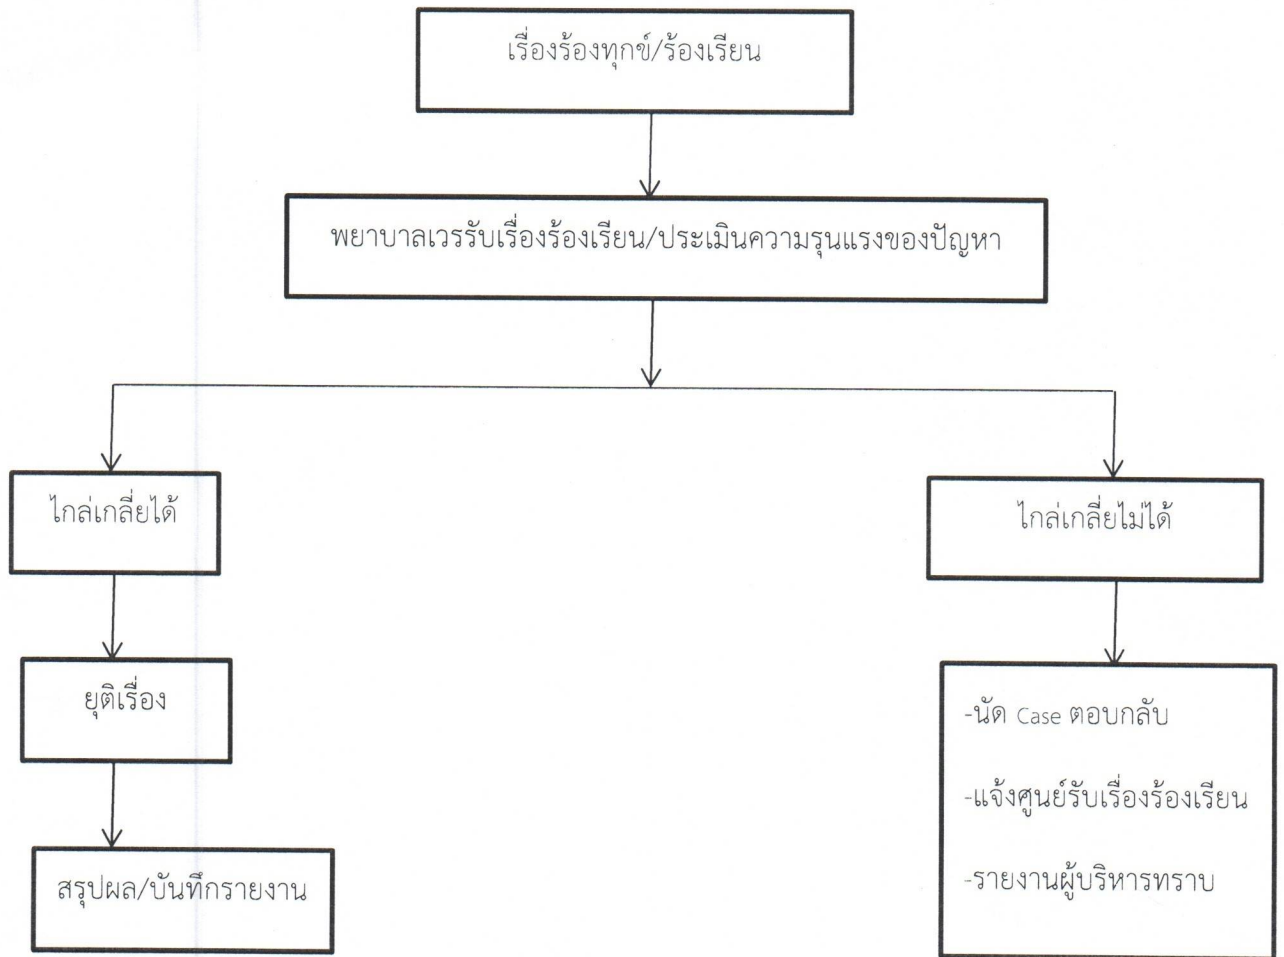 เรื่องร้องทุกข์/ร้องเรียน
พยาบาลเวรรับเรื่องร้องเรียน/ประเมินความรุนแรงของปัญหา
ไกล่เกลี่ยได้
ไกล่เกลี่ยไม่ได้
ยุติเรื่อง
-นัด Case ตอบกลับ
-แจ้งศูนย์รับเรื่องร้องเรียน
-รายงานผู้บริหารทราบ
สรุปผล/บันทึกรายงาน